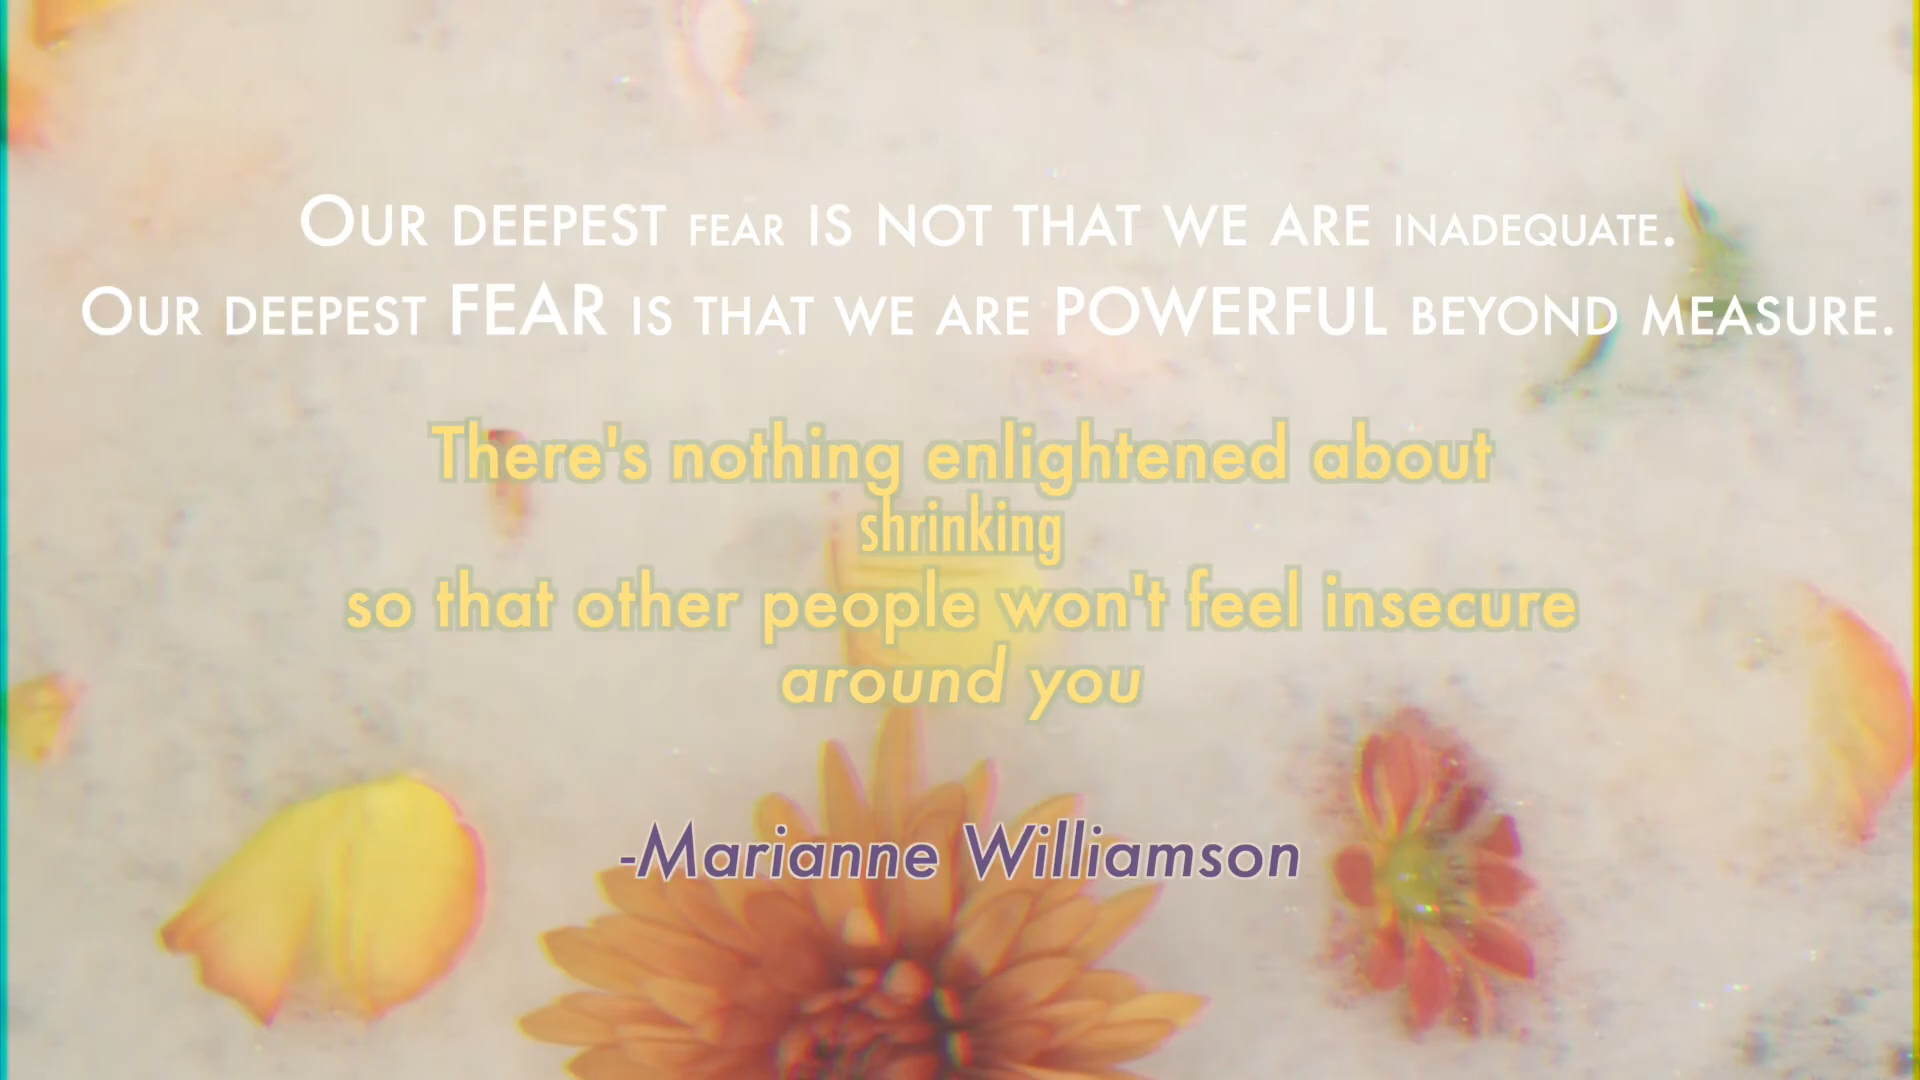 Our deepest fear is not that we are inadequate.
Our deepest FEAR is that we are POWERFUL beyond measure.
There's nothing enlightened about
shrinking
so that other people won't feel insecure
around you
-Marianne Williamson